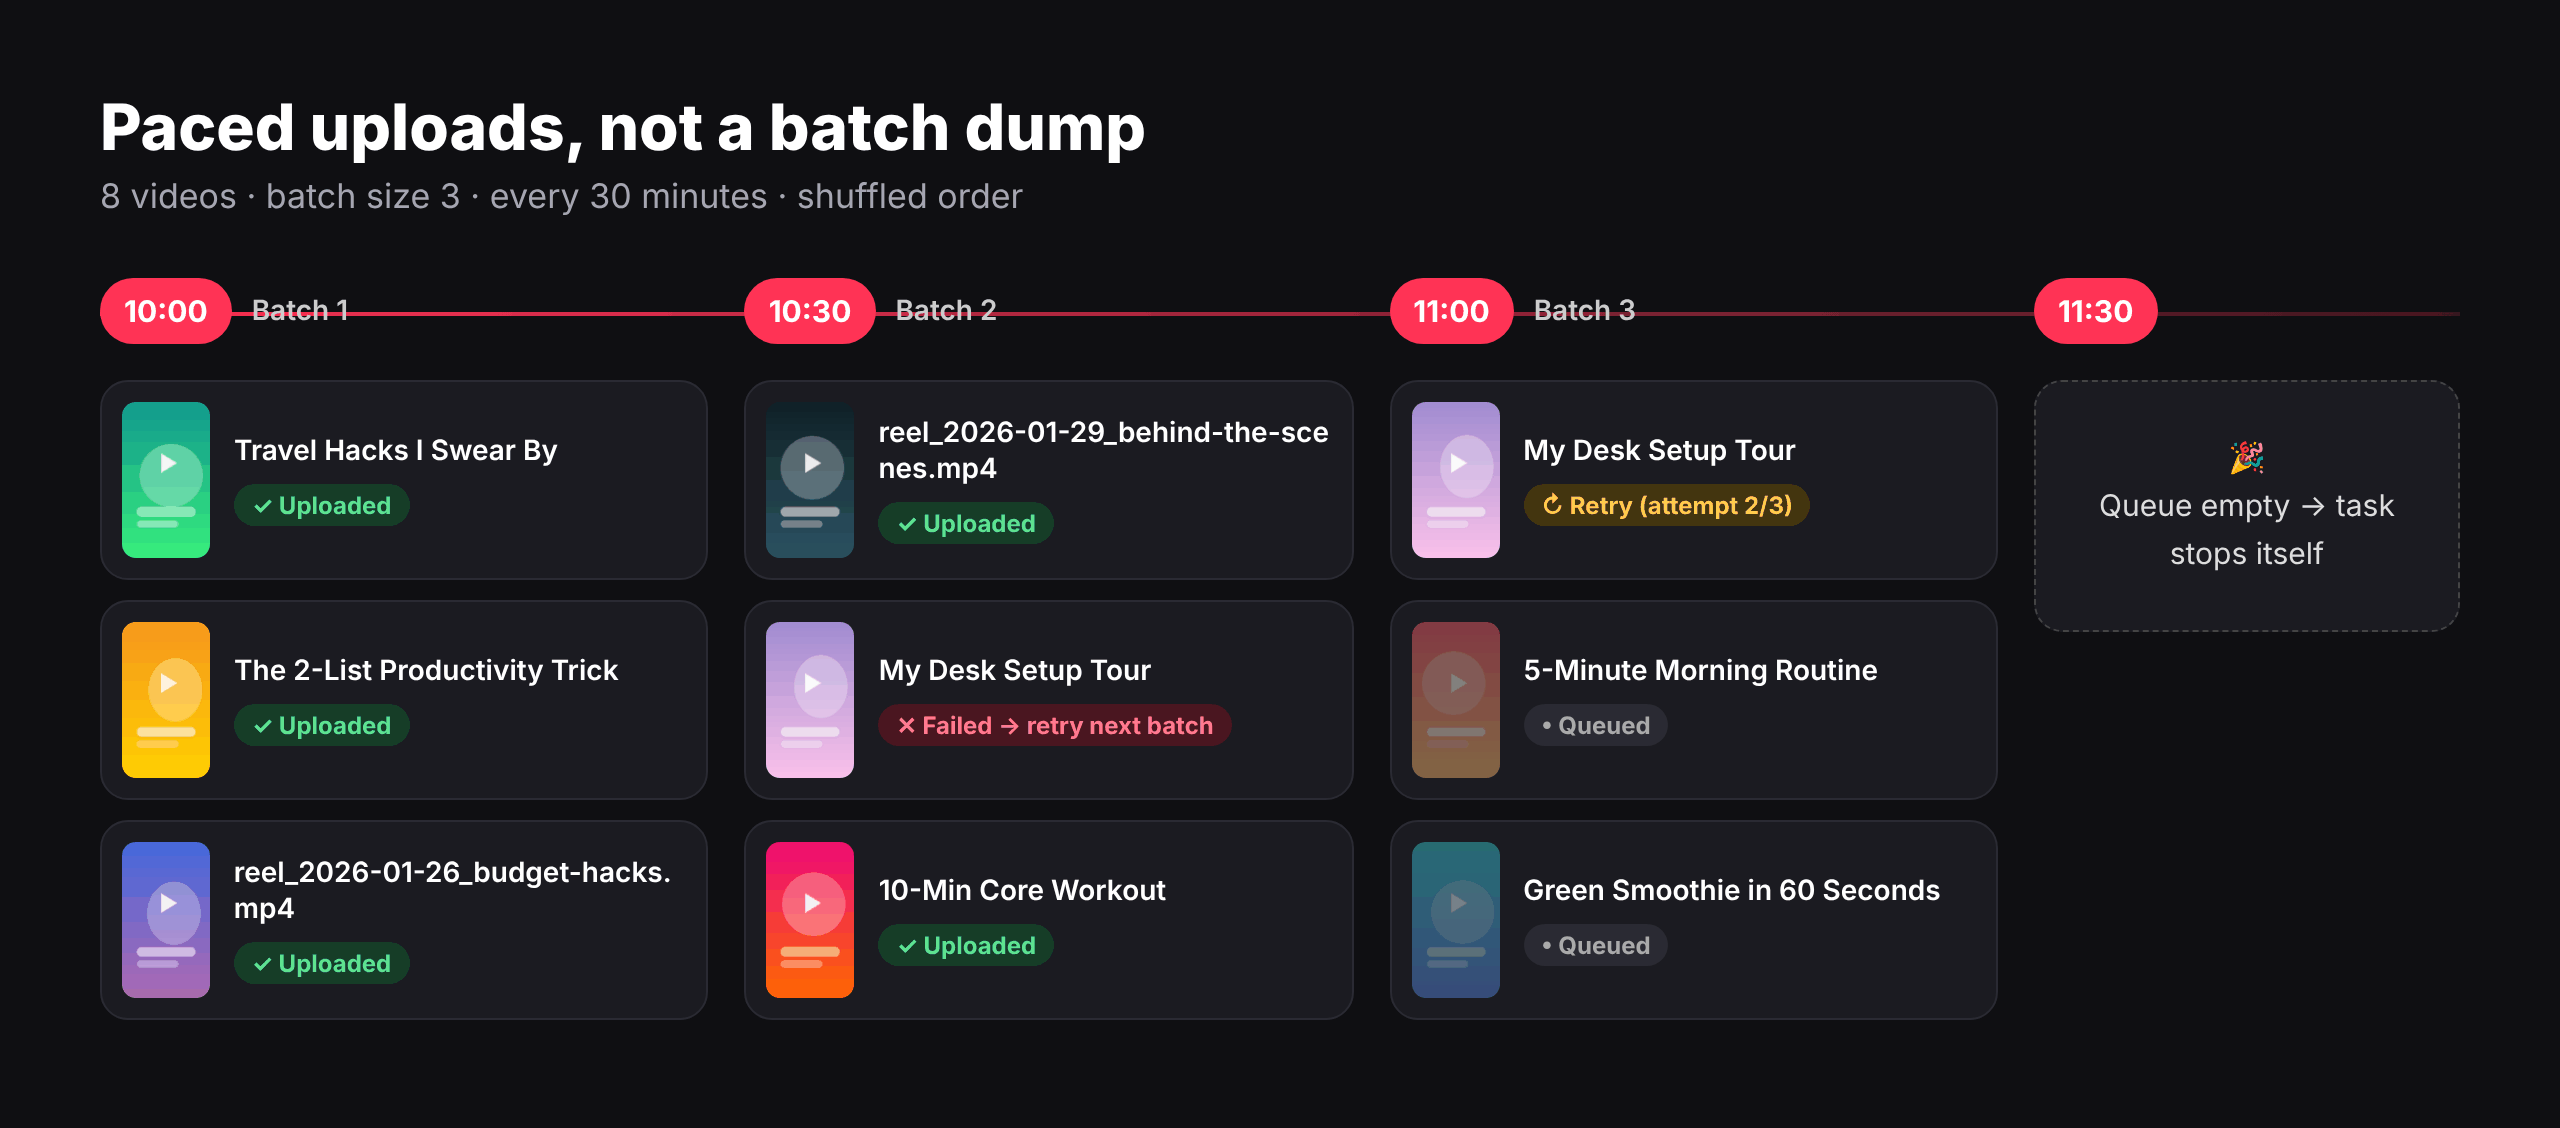 Paced uploads, not a batch dump
8 videos · batch size 3 · every 30 minutes · shuffled order
10:00 Batch 1
Travel Hacks I Swear By
✓ Uploaded
The 2-List Productivity Trick
✓ Uploaded
reel_2026-01-26_budget-hacks.
mp4
✓ Uploaded
10:30 Batch 2
reel_2026-01-29_behind-the-sce
nes.mp4
✓ Uploaded
My Desk Setup Tour
✕ Failed → retry next batch
10-Min Core Workout
✓ Uploaded
11:00 Batch 3
My Desk Setup Tour
↻ Retry (attempt 2/3)
5-Minute Morning Routine
• Queued
Green Smoothie in 60 Seconds
• Queued
11:30
🎉
Queue empty → task
stops itself